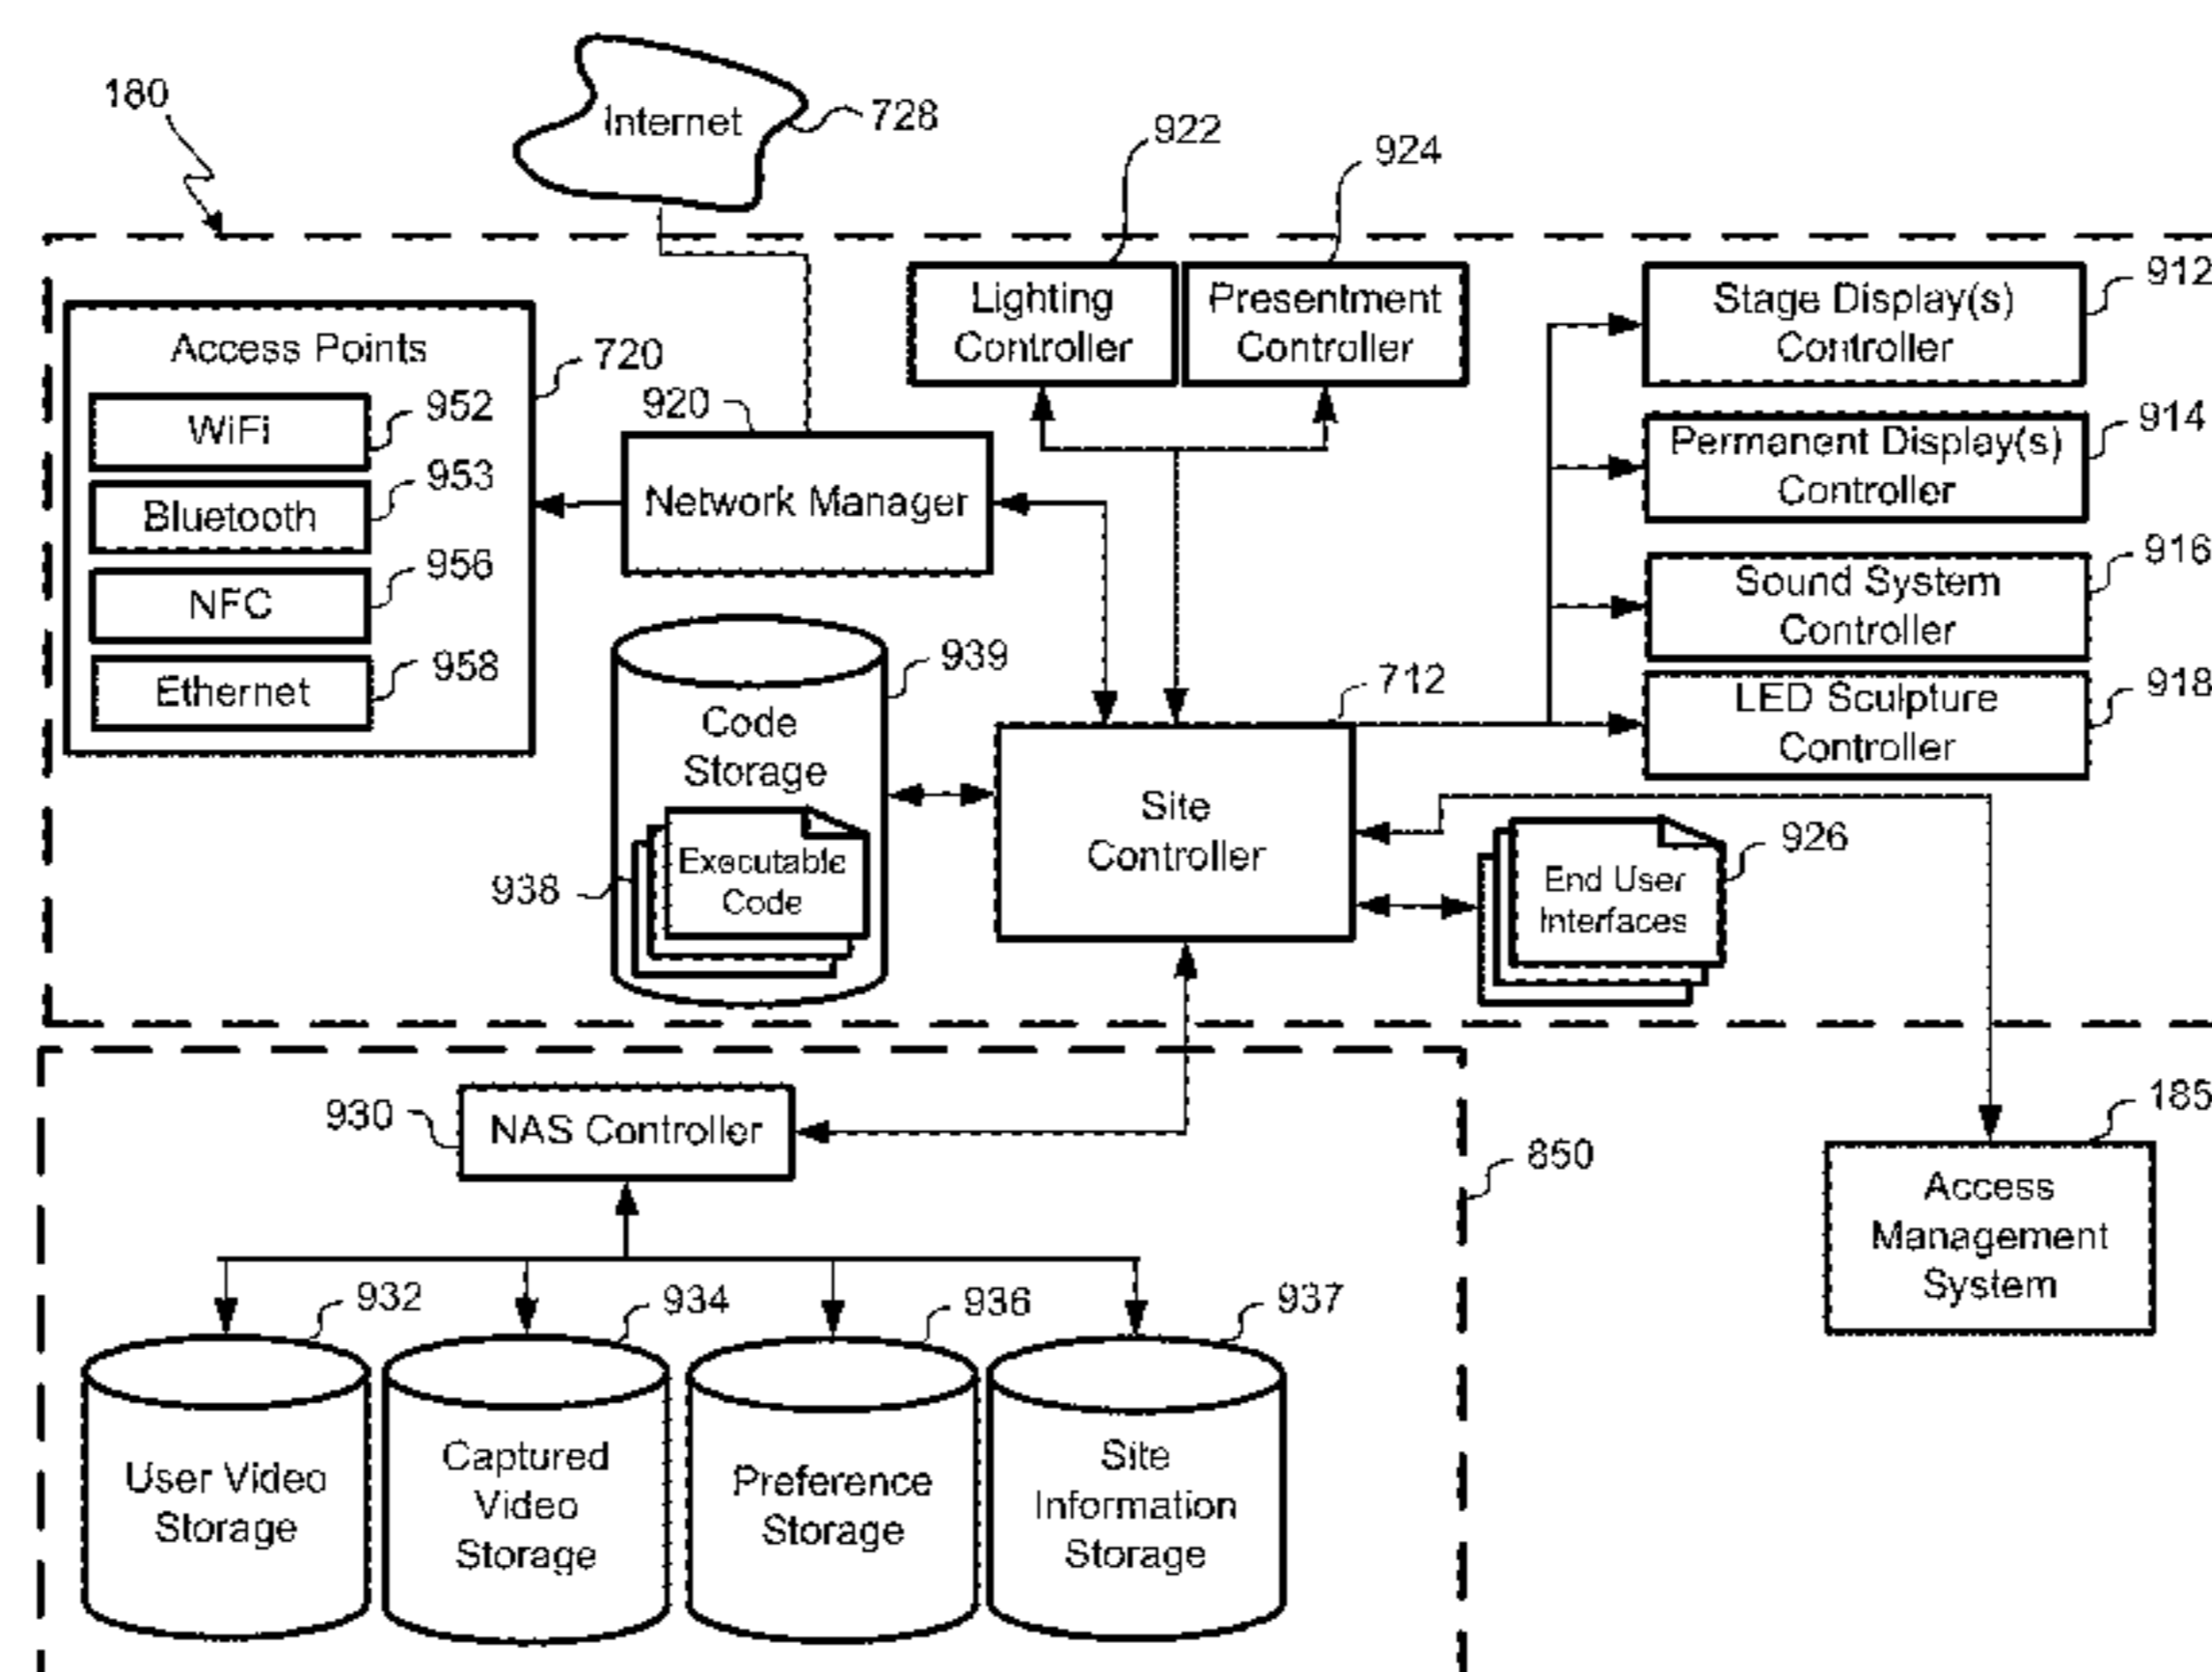 180
Internet
728
922
924
Lighting
Controller
Presentment
Controller
Stage Display(s)
Controller
912
Access Points
720
WiFi
952
Bluetooth
953
NFC
956
Ethernet
958
920
Network Manager
Permanent Display(s)
Controller
914
Sound System
Controller
916
LED Sculpture
Controller
918
939
Code
Storage
938
Executable
Code
712
Site
Controller
926
End User
Interfaces
930
NAS Controller
850
185
Access
Management
System
932
934
936
937
User Video
Storage
Captured
Video
Storage
Preference
Storage
Site
Information
Storage